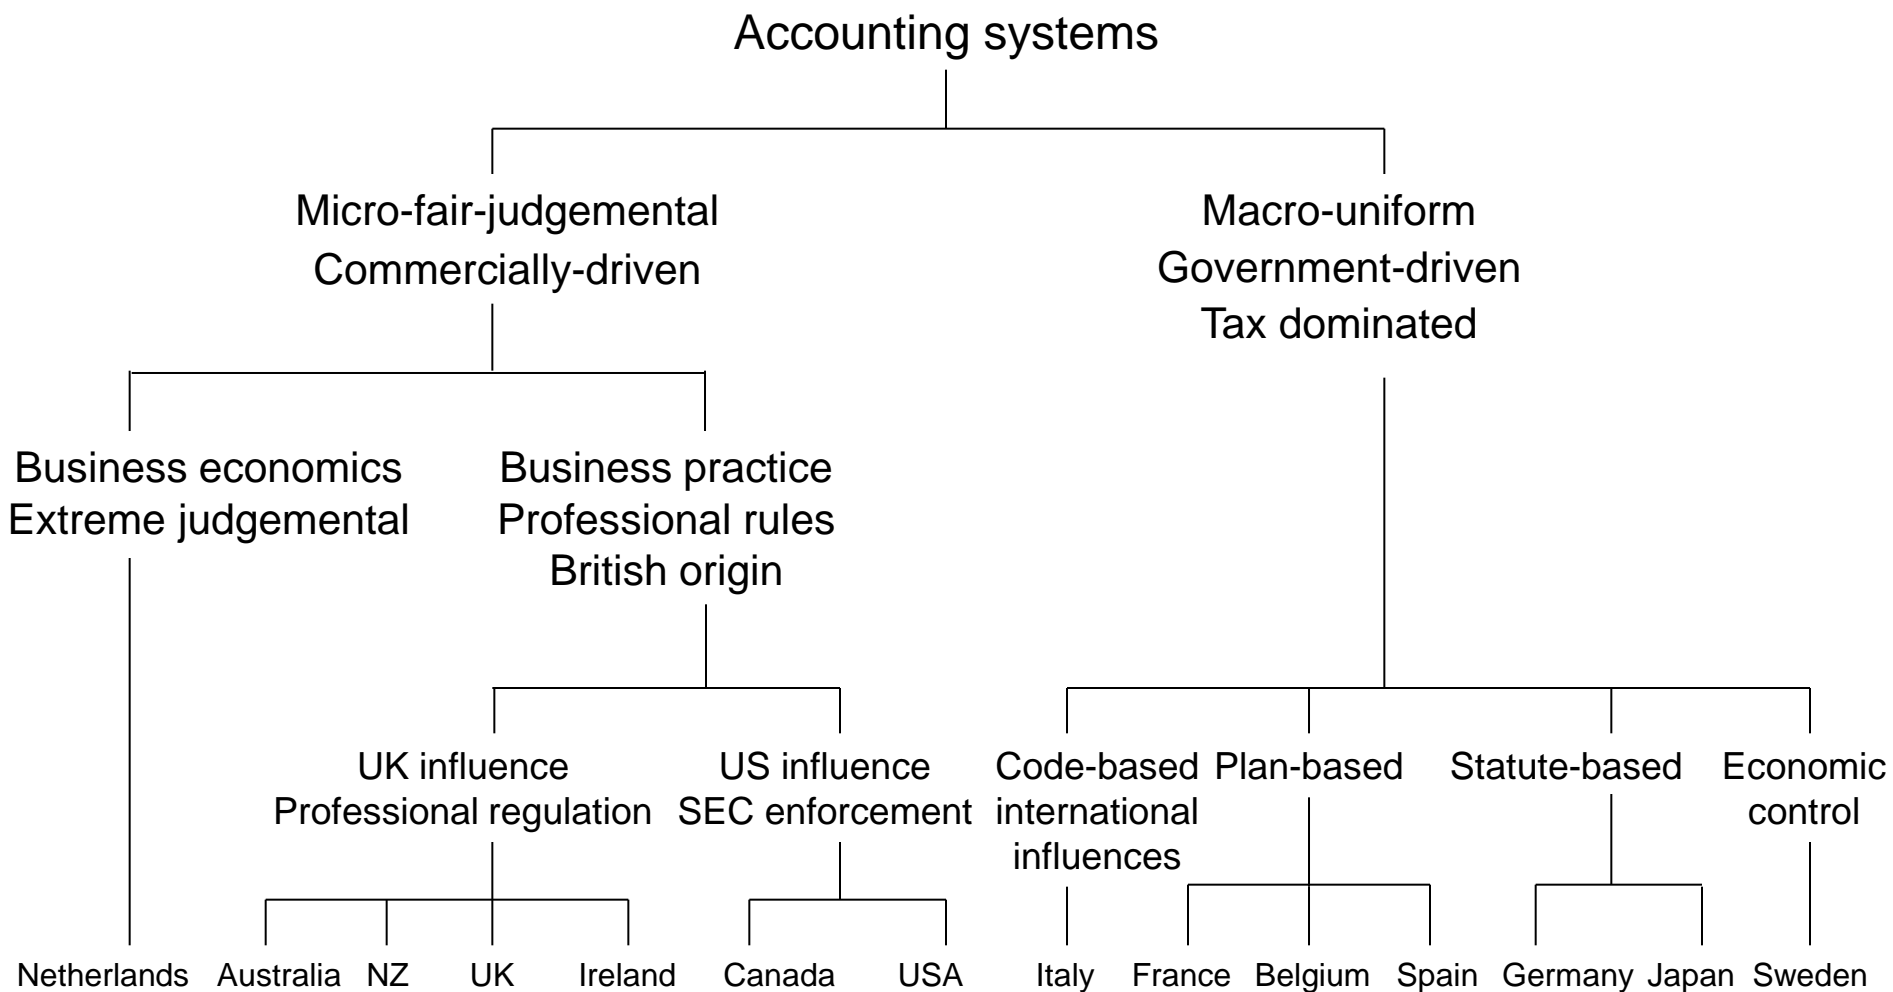 Accounting systems
Micro-fair-judgemental
Commercially-driven
Macro-uniform
Government-driven
Tax dominated
Business economics
Extreme judgemental
Business practice
Professional rules
British origin
UK influence
Professional regulation
US influence
SEC enforcement
Code-based
international
influences
Plan-based
Statute-based
Economic
control
Netherlands
Australia
NZ
UK
Ireland
Canada
USA
Italy
France
Belgium
Spain
Germany
Japan
Sweden